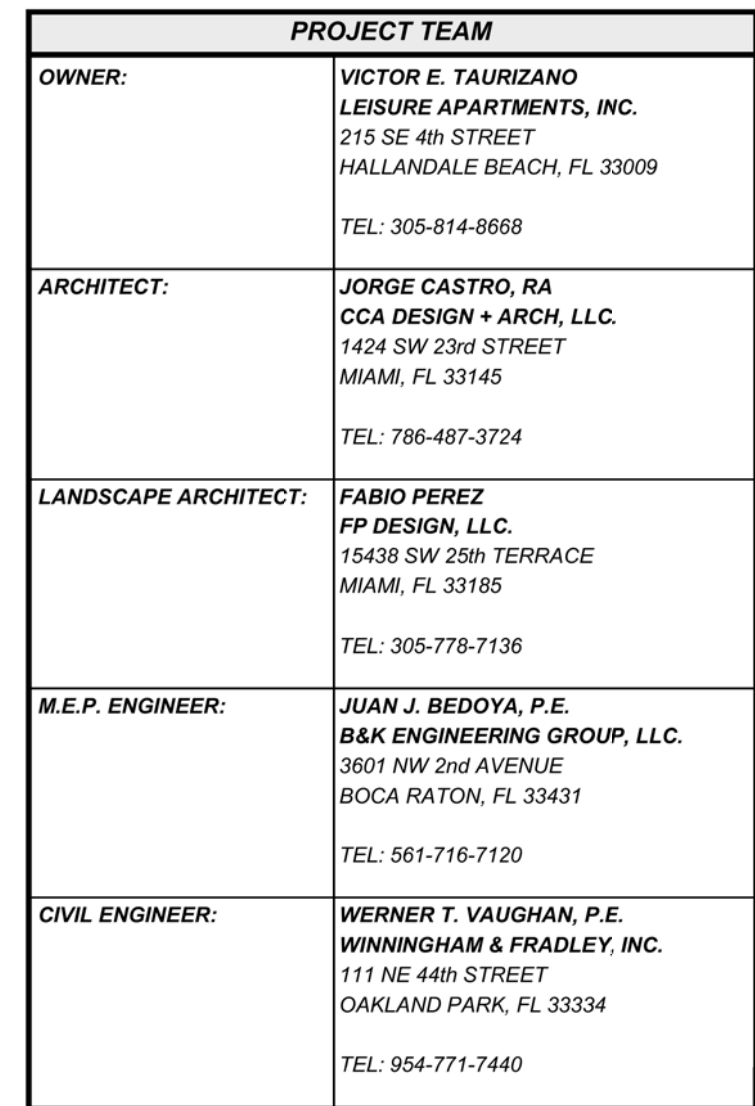 PROJECT TEAM
OWNER:
VICTOR E. TAURIZANO
LEISURE APARTMENTS, INC.
215 SE 4th STREET
HALLANDALE BEACH, FL 33009
TEL: 305-814-8668
ARCHITECT:
JORGE CASTRO, RA
CCA DESIGN + ARCH, LLC.
1424 SW 23rd STREET
MIAMI, FL 33145
TEL: 786-487-3724
LANDSCAPE ARCHITECT:
FABIO PEREZ
FP DESIGN, LLC.
15438 SW 25th TERRACE
MIAMI, FL 33185
TEL: 305-778-7136
M.E.P. ENGINEER:
JUAN J. BEDOYA, P.E.
B&K ENGINEERING GROUP, LLC.
3601 NW 2nd AVENUE
BOCA RATON, FL 33431
TEL: 561-716-7120
CIVIL ENGINEER:
WERNER T. VAUGHAN, P.E.
WINNINGHAM & FRADLEY, INC.
111 NE 44th STREET
OAKLAND PARK, FL 33334
TEL: 954-771-7440